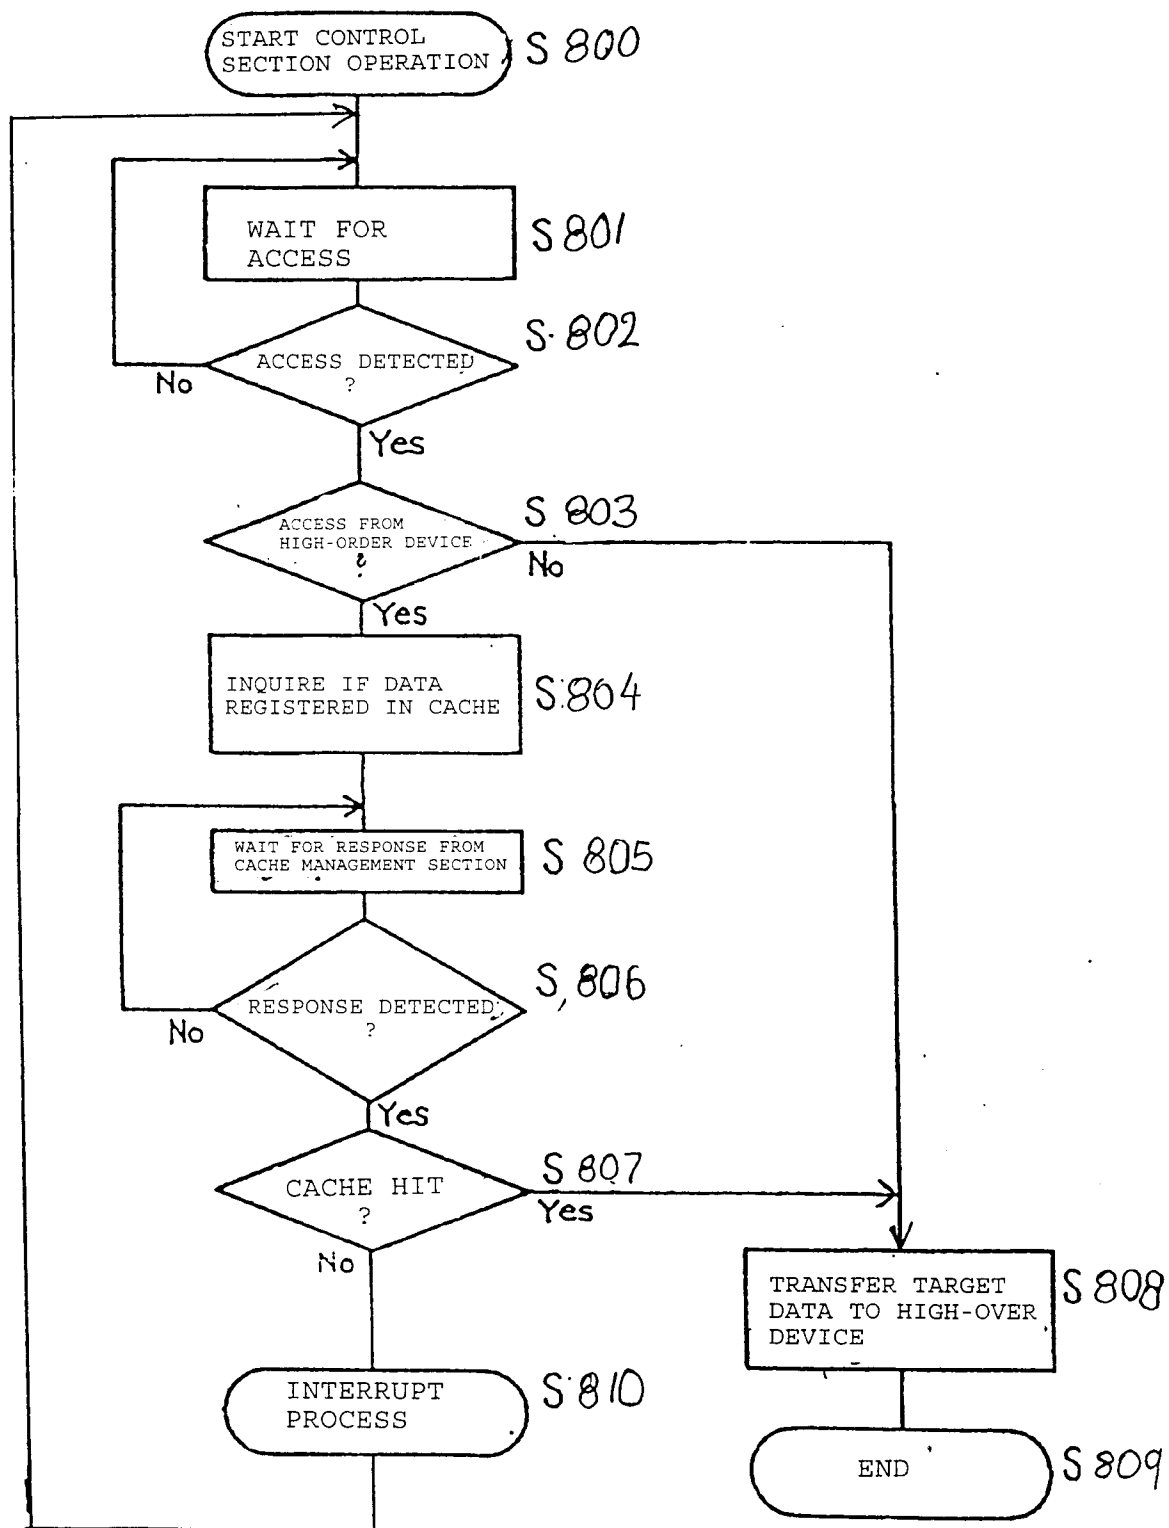 START CONTROL
SECTION OPERATION
S 800
WAIT FOR
ACCESS
S 801
S 802
ACCESS DETECTED
?
No
Yes
S 803
ACCESS FROM
HIGH-ORDER DEVICE
?
No
Yes
INQUIRE IF DATA
REGISTERED IN CACHE
S 804
WAIT FOR RESPONSE FROM
CACHE MANAGEMENT SECTION
S 805
S 806
RESPONSE DETECTED
?
No
Yes
S 807
CACHE HIT
?
Yes
No
TRANSFER TARGET
DATA TO HIGH-OVER
DEVICE
S 808
INTERRUPT
PROCESS
S 810
END
S 809